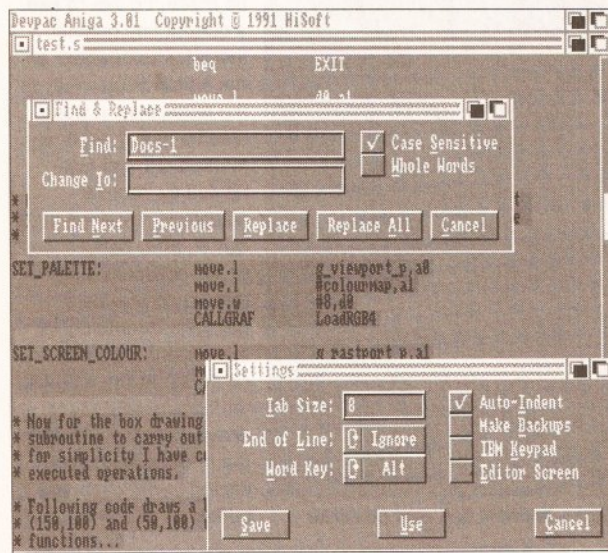 Devpac Amiga 3.01 Copyright © 1991 HiSoft
test.s
beq EXIT
move.l d0,a1
Find & Replace
Find: Docs-1
Case Sensitive
Whole Words
Change To:
Find Next Previous Replace Replace All Cancel
SET_PALETTE: move.l g_viewport_p,a0
move.l #colourmap,a1
move.w #8,d0
CALLGRAF LoadRGB4
SET_SCREEN_COLOUR: move.l g_rastport_p,a1
Settings
Tab Size: 8
Auto-Indent
Make Backups
End of Line: Ignore
IBM Keypad
Word Key: Alt
Editor Screen
Save Use Cancel
* Now for the box drawing
* subroutine to carry out
* for simplicity I have
* executed operations.
* Following code draws a
* (150,100) and (50,100)
* functions...